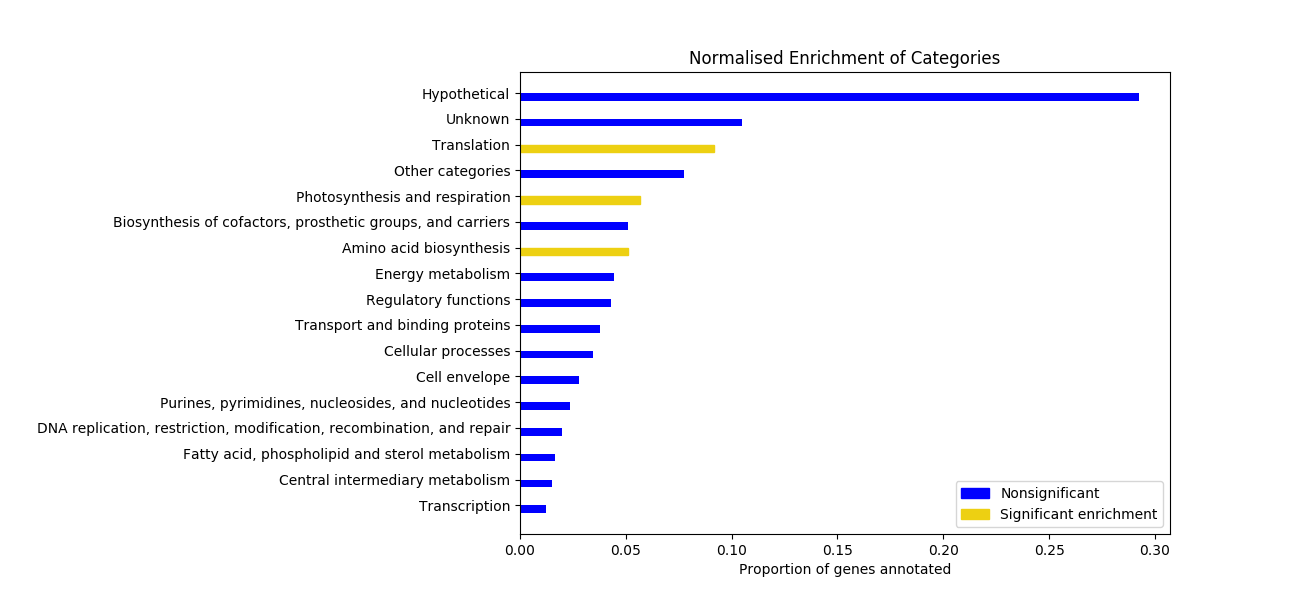 Normalised Enrichment of Categories
Hypothetical
Unknown
Translation
Other categories
Photosynthesis and respiration
Biosynthesis of cofactors, prosthetic groups, and carriers
Amino acid biosynthesis
Energy metabolism
Regulatory functions
Transport and binding proteins
Cellular processes
Cell envelope
Purines, pyrimidines, nucleosides, and nucleotides
DNA replication, restriction, modification, recombination, and repair
Fatty acid, phospholipid and sterol metabolism
Central intermediary metabolism
Transcription
Nonsignificant
Significant enrichment
0.00 0.05 0.10 0.15 0.20 0.25 0.30
Proportion of genes annotated